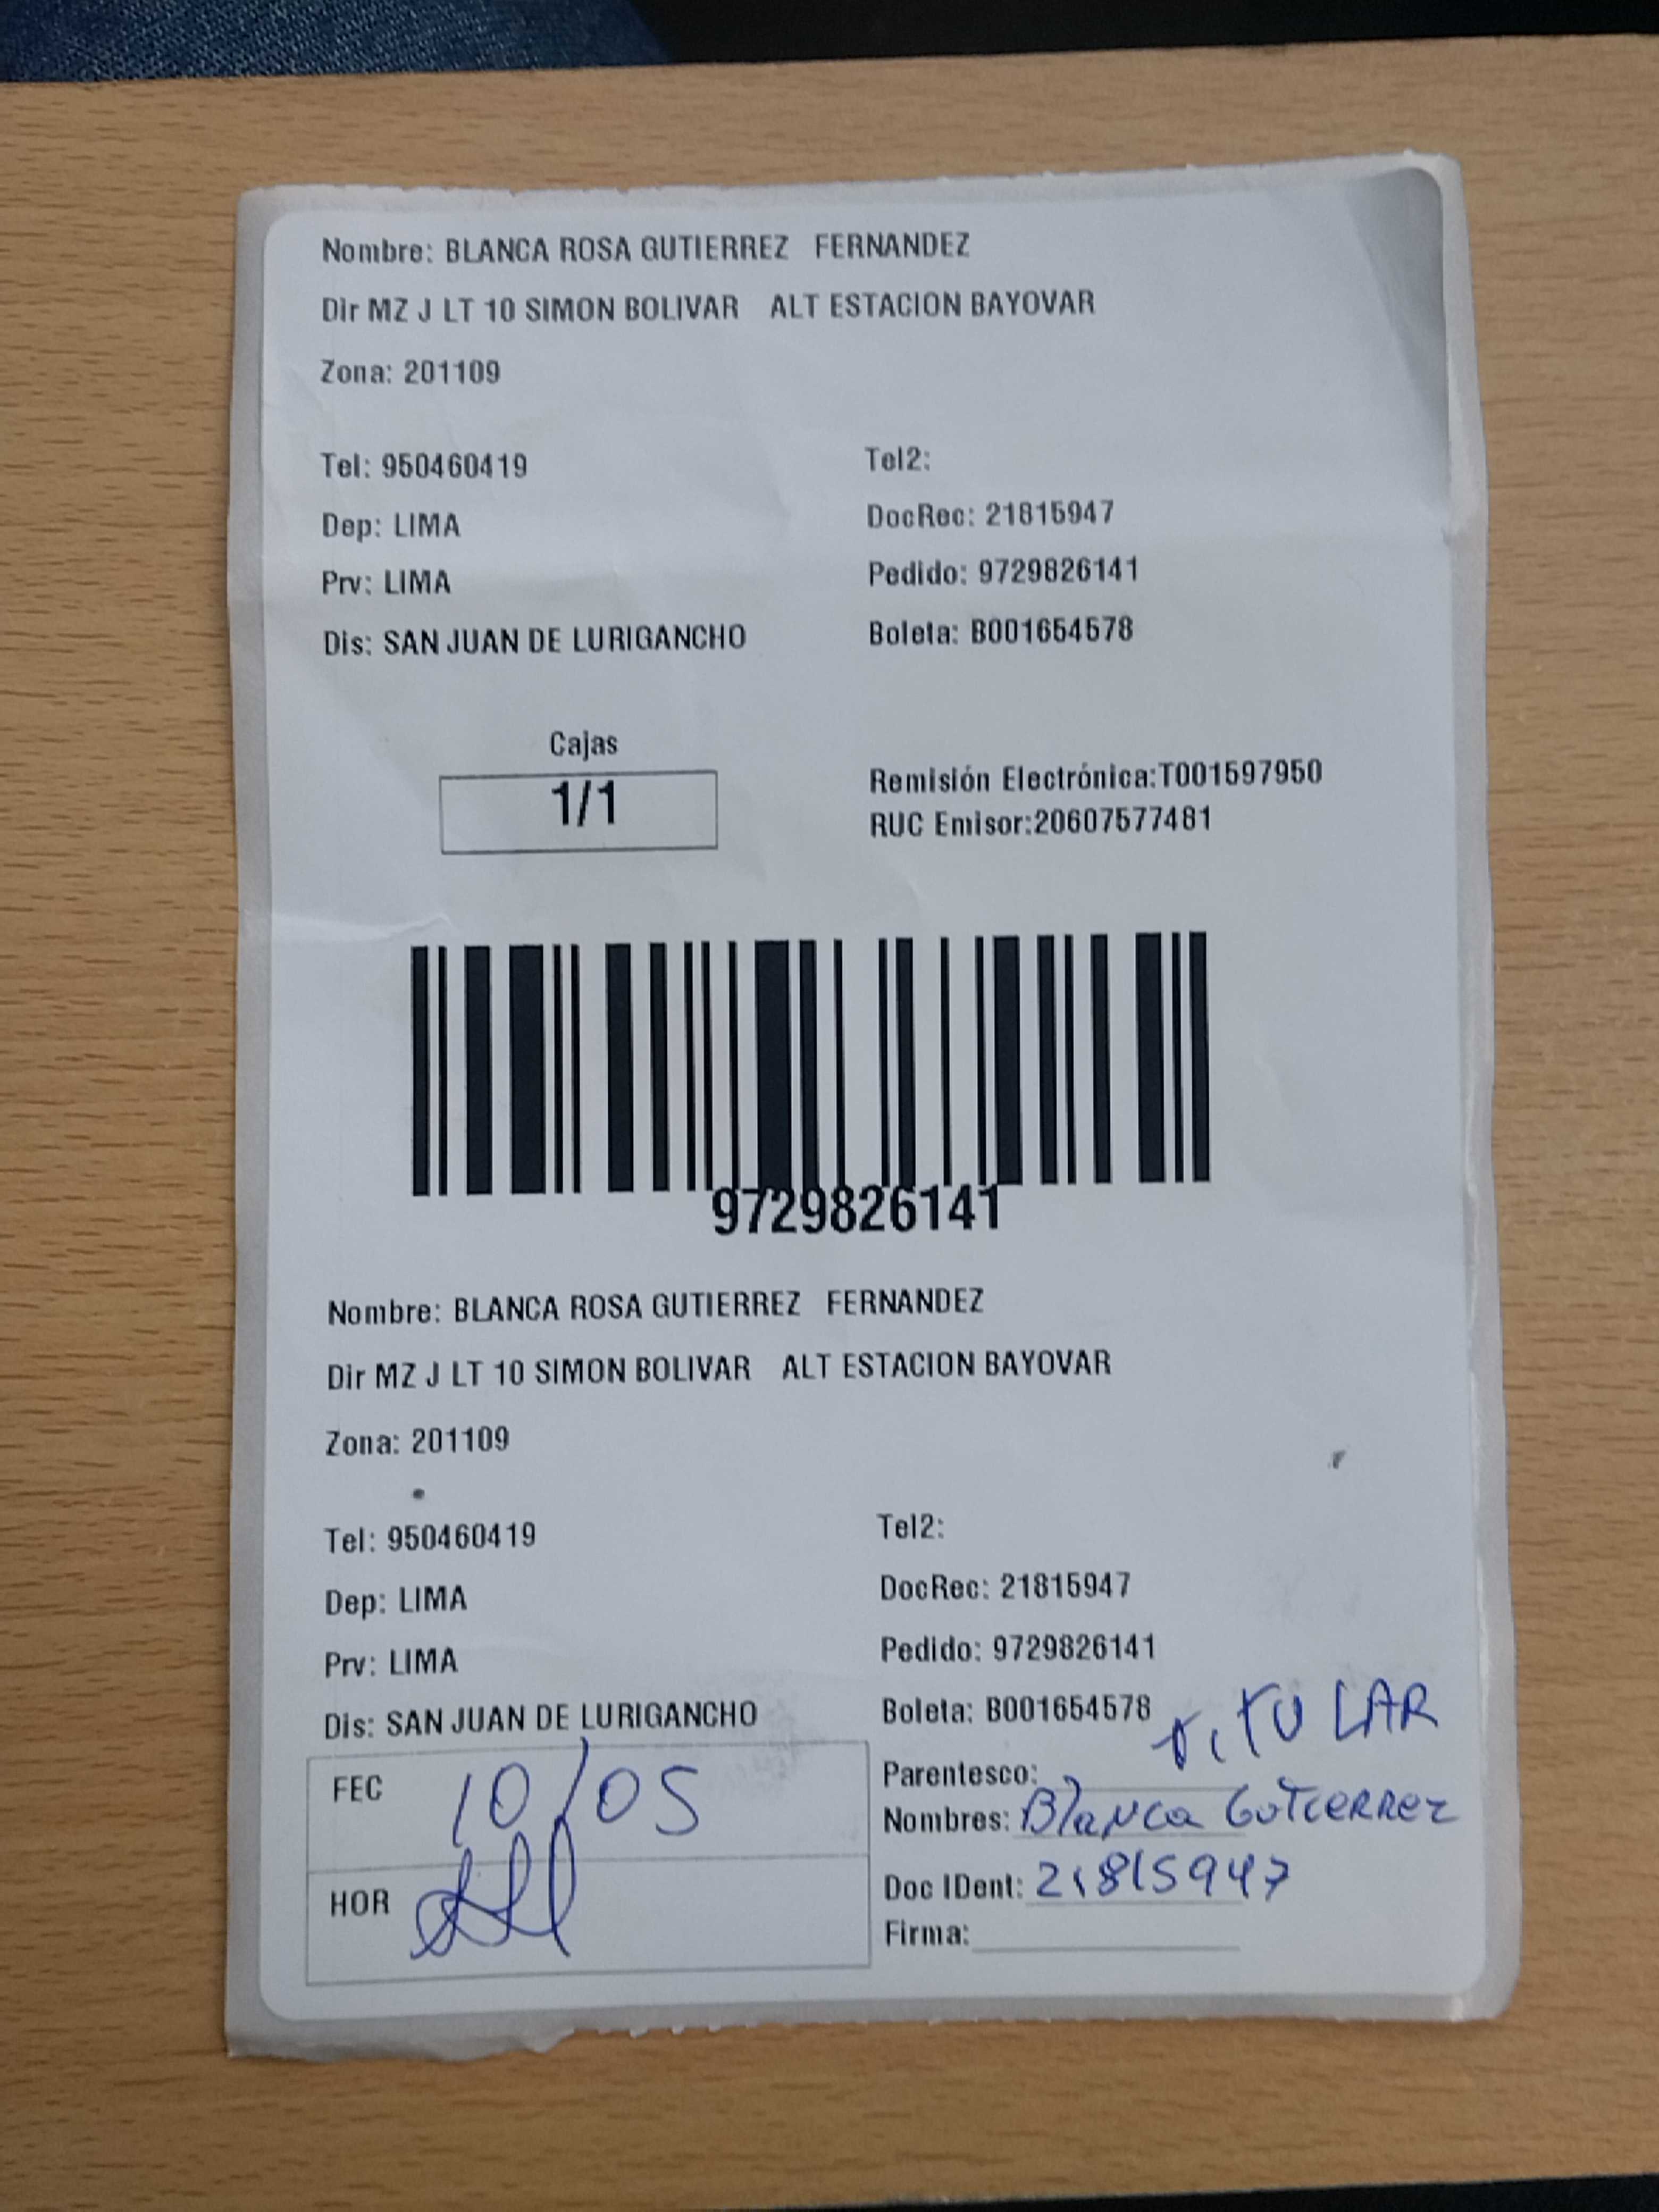 Nombre: BLANCA ROSA GUTIERREZ FERNANDEZ
Dir MZ J LT 10 SIMON BOLIVAR ALT ESTACION BAYOVAR
Zona: 201109
Tel: 950460419 Tel2:
Dep: LIMA DocRec: 21815947
Prv: LIMA Pedido: 9729826141
Dis: SAN JUAN DE LURIGANCHO Boleta: B001654578
Cajas
1/1
Remisión Electrónica:T001597950
RUC Emisor:20607577481
9729826141
Nombre: BLANCA ROSA GUTIERREZ FERNANDEZ
Dir MZ J LT 10 SIMON BOLIVAR ALT ESTACION BAYOVAR
Zona: 201109
Tel: 950460419 Tel2:
Dep: LIMA DocRec: 21815947
Prv: LIMA Pedido: 9729826141
Dis: SAN JUAN DE LURIGANCHO Boleta: B001654578
FEC 10/05
HOR
Parentesco: TiTULAR
Nombres: Blanca Gutierrez
Doc IDent: 21815947
Firma: